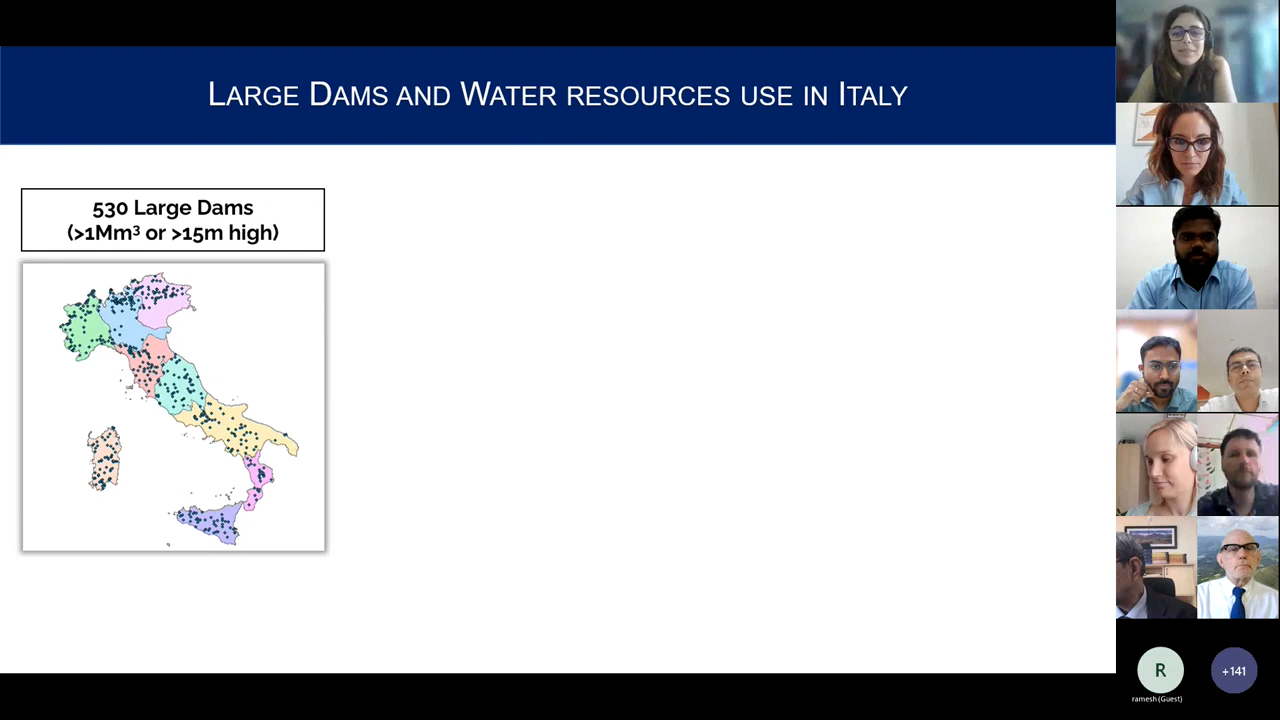 LARGE DAMS AND WATER RESOURCES USE IN ITALY
530 Large Dams
(>1Mm³ or >15m high)
R
+141
ramesh (Guest)